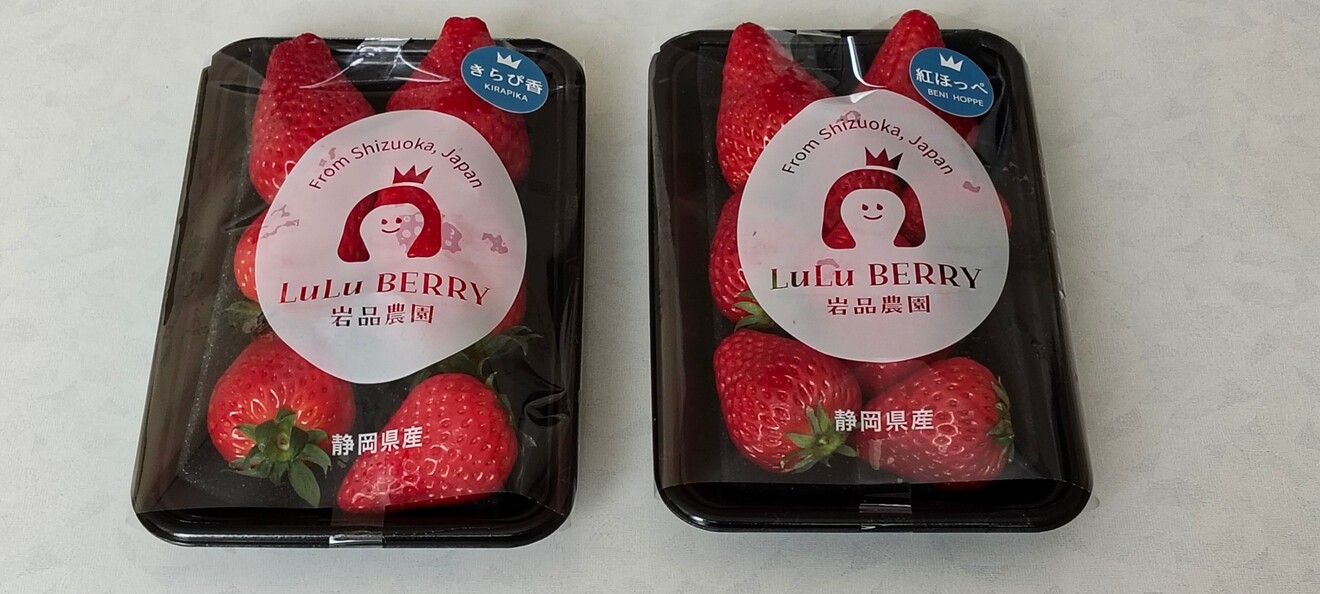 きらぴ香
KIRAPIKA
From Shizuoka, Japan
LuLu BERRY
岩品農園
静岡県産
紅ほっぺ
BENI HOPPE
From Shizuoka, Japan
LuLu BERRY
岩品農園
静岡県産